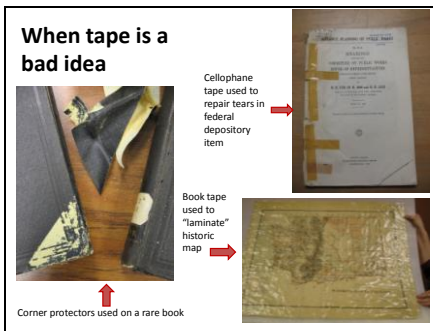 When tape is a
bad idea
Cellophane
tape used to
repair tears in
federal
depository
item
Book tape
used to
"laminate"
historic
map
Corner protectors used on a rare book